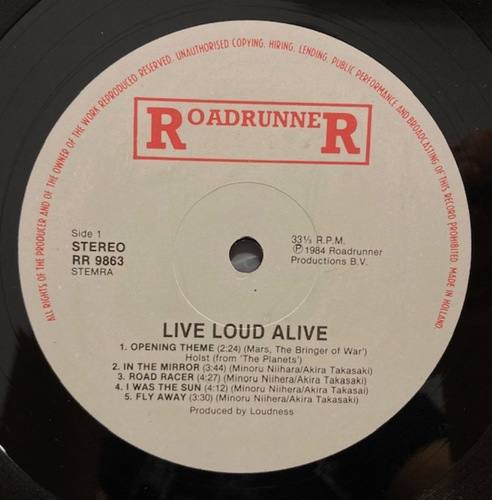 ALL RIGHTS OF THE PRODUCER AND OF THE OWNER OF THE WORK REPRODUCED RESERVED. UNAUTHORISED COPYING, HIRING, LENDING, PUBLIC PERFORMANCE AND BROADCASTING OF THIS RECORD PROHIBITED. MADE IN HOLLAND.
ROADRUNNER
Side 1
STEREO
RR 9863
STEMRA
33⅓ R.P.M.
℗ 1984 Roadrunner
Productions B.V.
LIVE LOUD ALIVE
1. OPENING THEME (2:24) (Mars, The Bringer of War')
Holst (from 'The Planets')
2. IN THE MIRROR (3:44) (Minoru Niihara/Akira Takasaki)
3. ROAD RACER (4:27) (Minoru Niihera/Akira Takasaki)
4. I WAS THE SUN (4:12) (Minoru Niihera/Akira Takasai)
5. FLY AWAY (3:30) (Minoru Niihera/Akira Takasaki)
Produced by Loudness